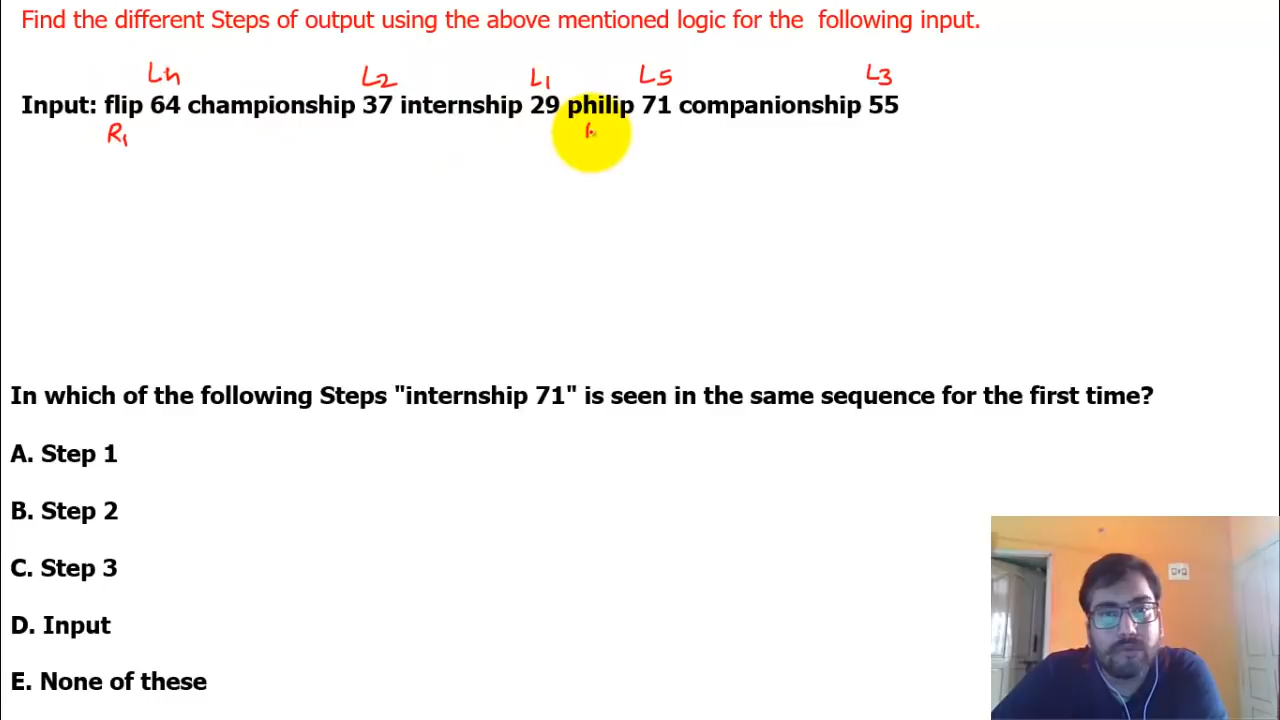 Find the different Steps of output using the above mentioned logic for the following input.
L4 L2 L1 L5 L3
Input: flip 64 championship 37 internship 29 philip 71 companionship 55
R1
In which of the following Steps "internship 71" is seen in the same sequence for the first time?
A. Step 1
B. Step 2
C. Step 3
D. Input
E. None of these